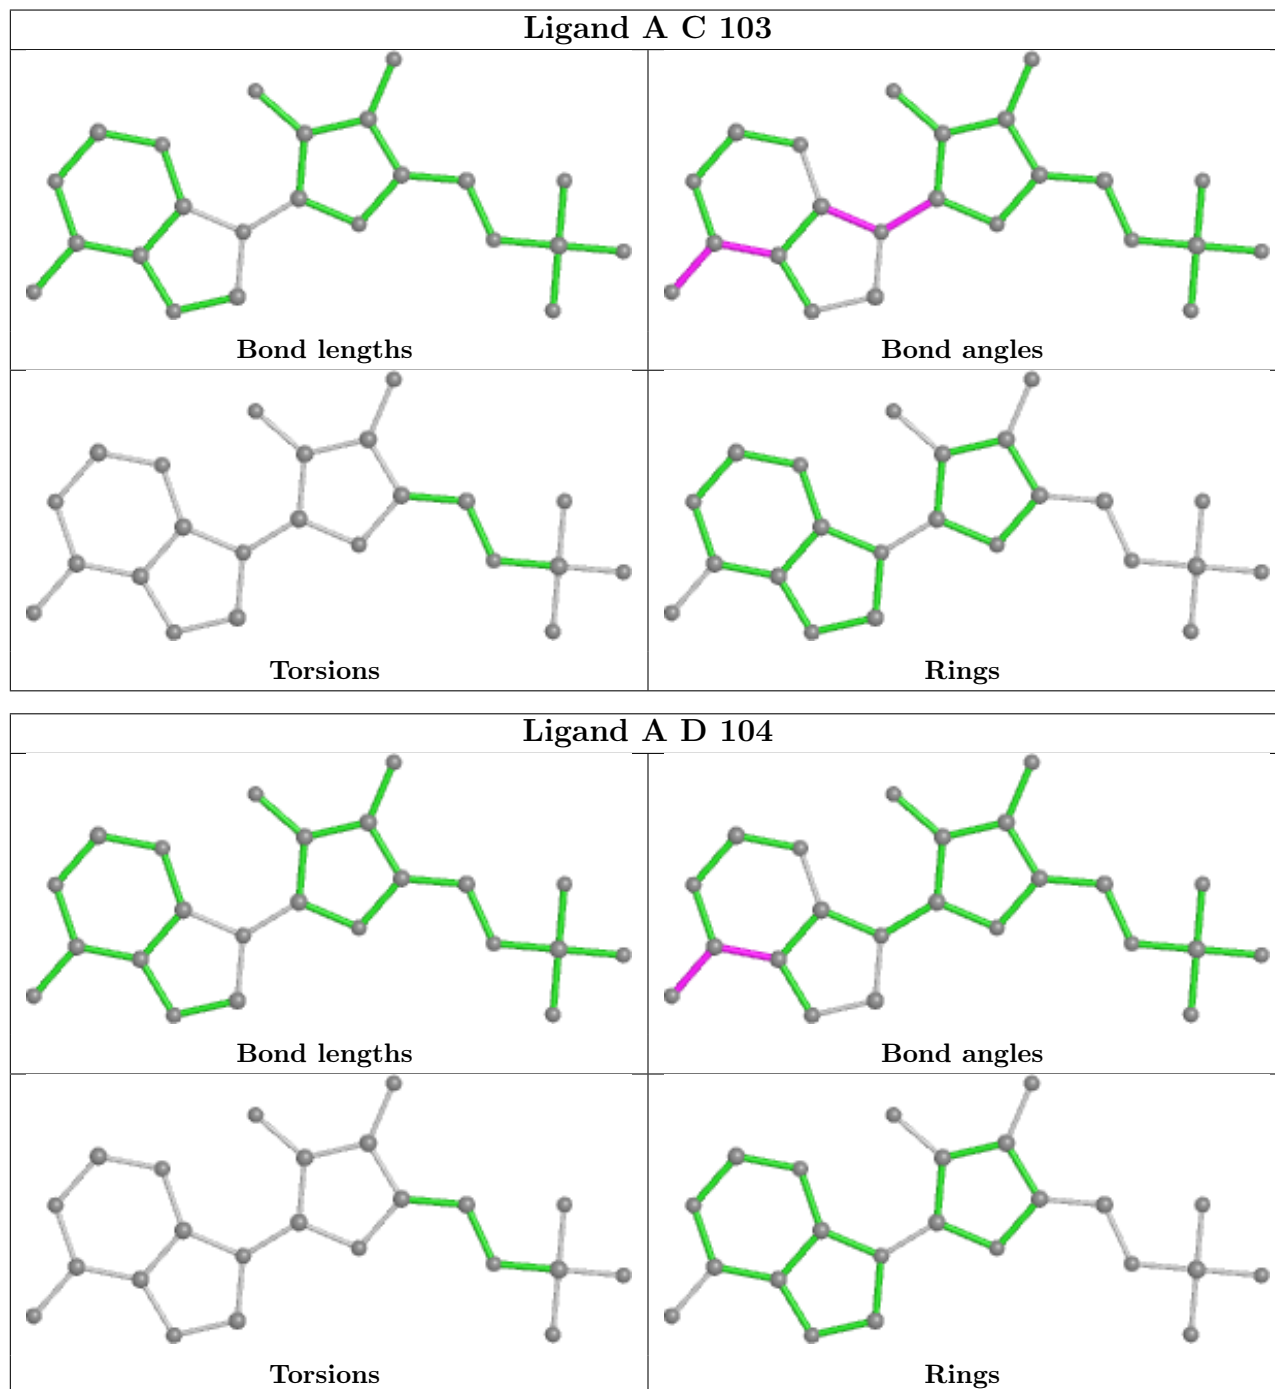 Ligand A C 103
Bond lengths
Bond angles
Torsions
Rings
Ligand A D 104
Bond lengths
Bond angles
Torsions
Rings